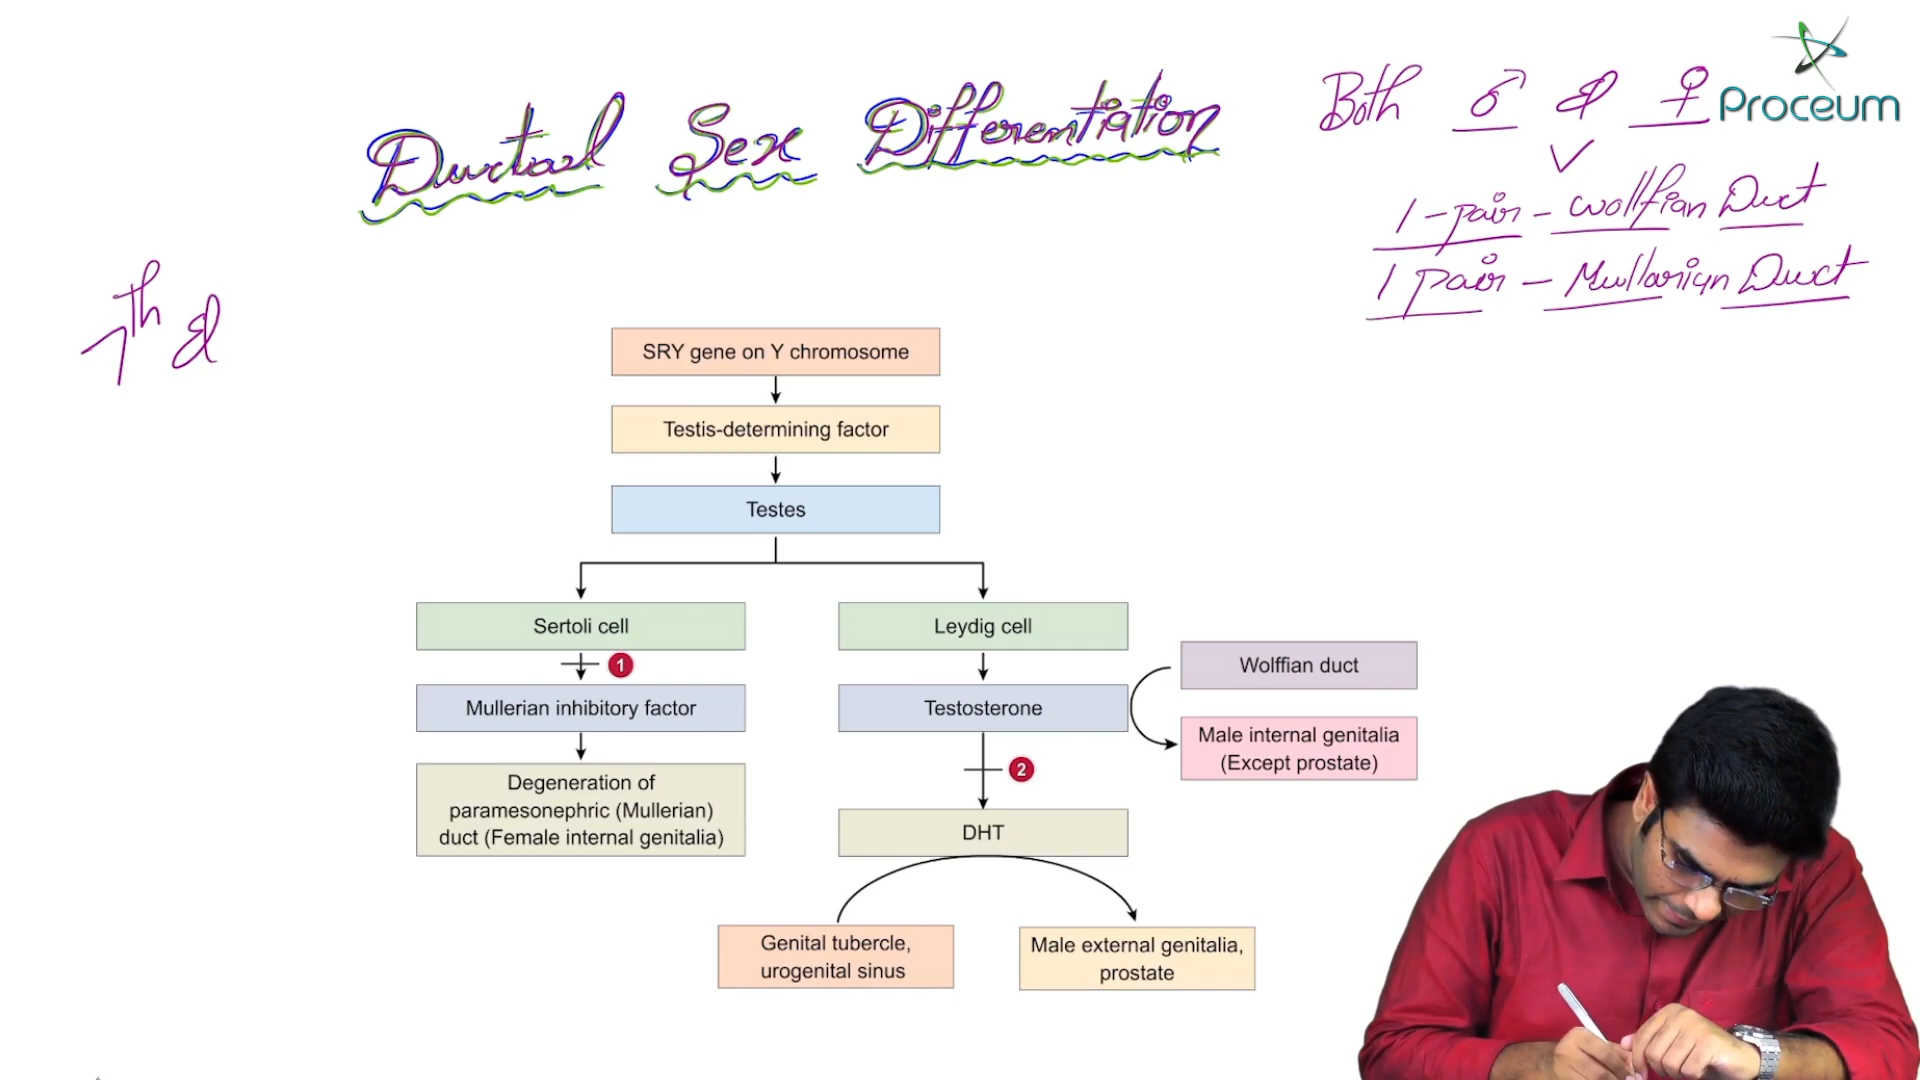 Ductal Sex Differentiation
Both ♂ & ♀
Proceum
1 - pair - Wolffian Duct
1 pair - Mullarian Duct
7th &
SRY gene on Y chromosome
Testis-determining factor
Testes
Sertoli cell
Leydig cell
1
Wolffian duct
Mullerian inhibitory factor
Testosterone
Male internal genitalia
(Except prostate)
2
Degeneration of
paramesonephric (Mullerian)
duct (Female internal genitalia)
DHT
Genital tubercle,
urogenital sinus
Male external genitalia,
prostate